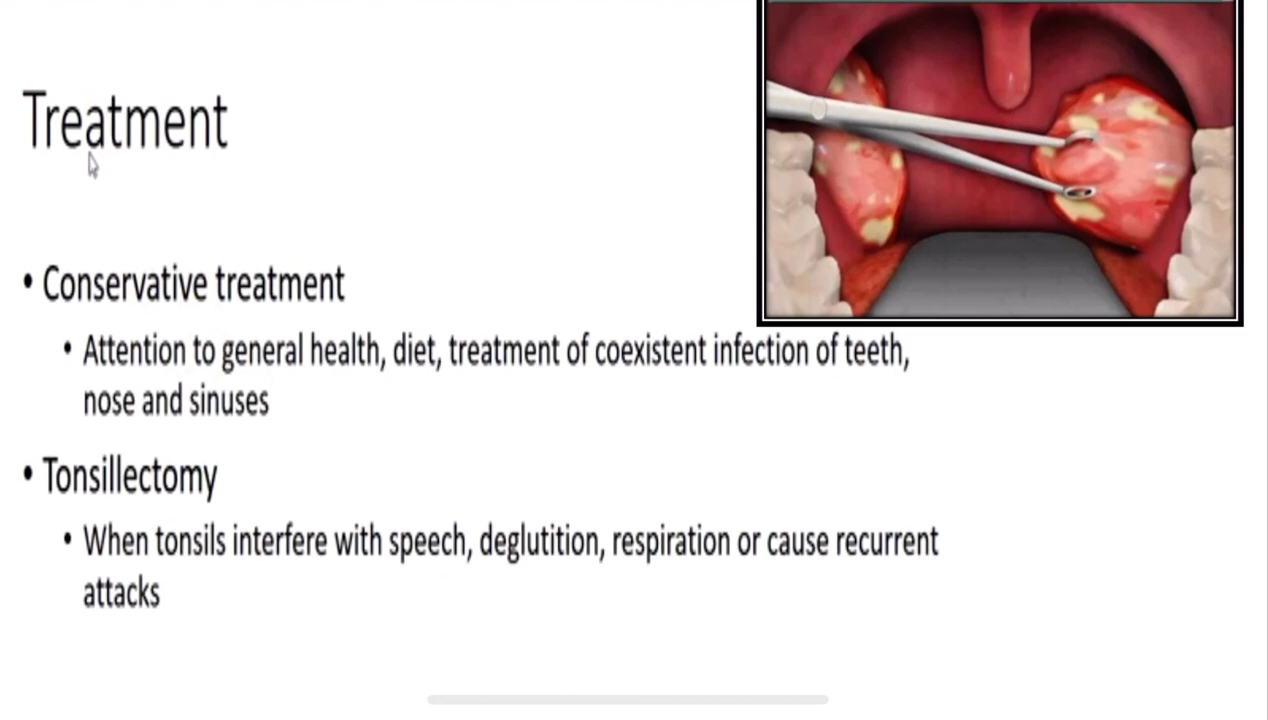 Treatment
• Conservative treatment
• Attention to general health, diet, treatment of coexistent infection of teeth,
nose and sinuses
• Tonsillectomy
• When tonsils interfere with speech, deglutition, respiration or cause recurrent
attacks